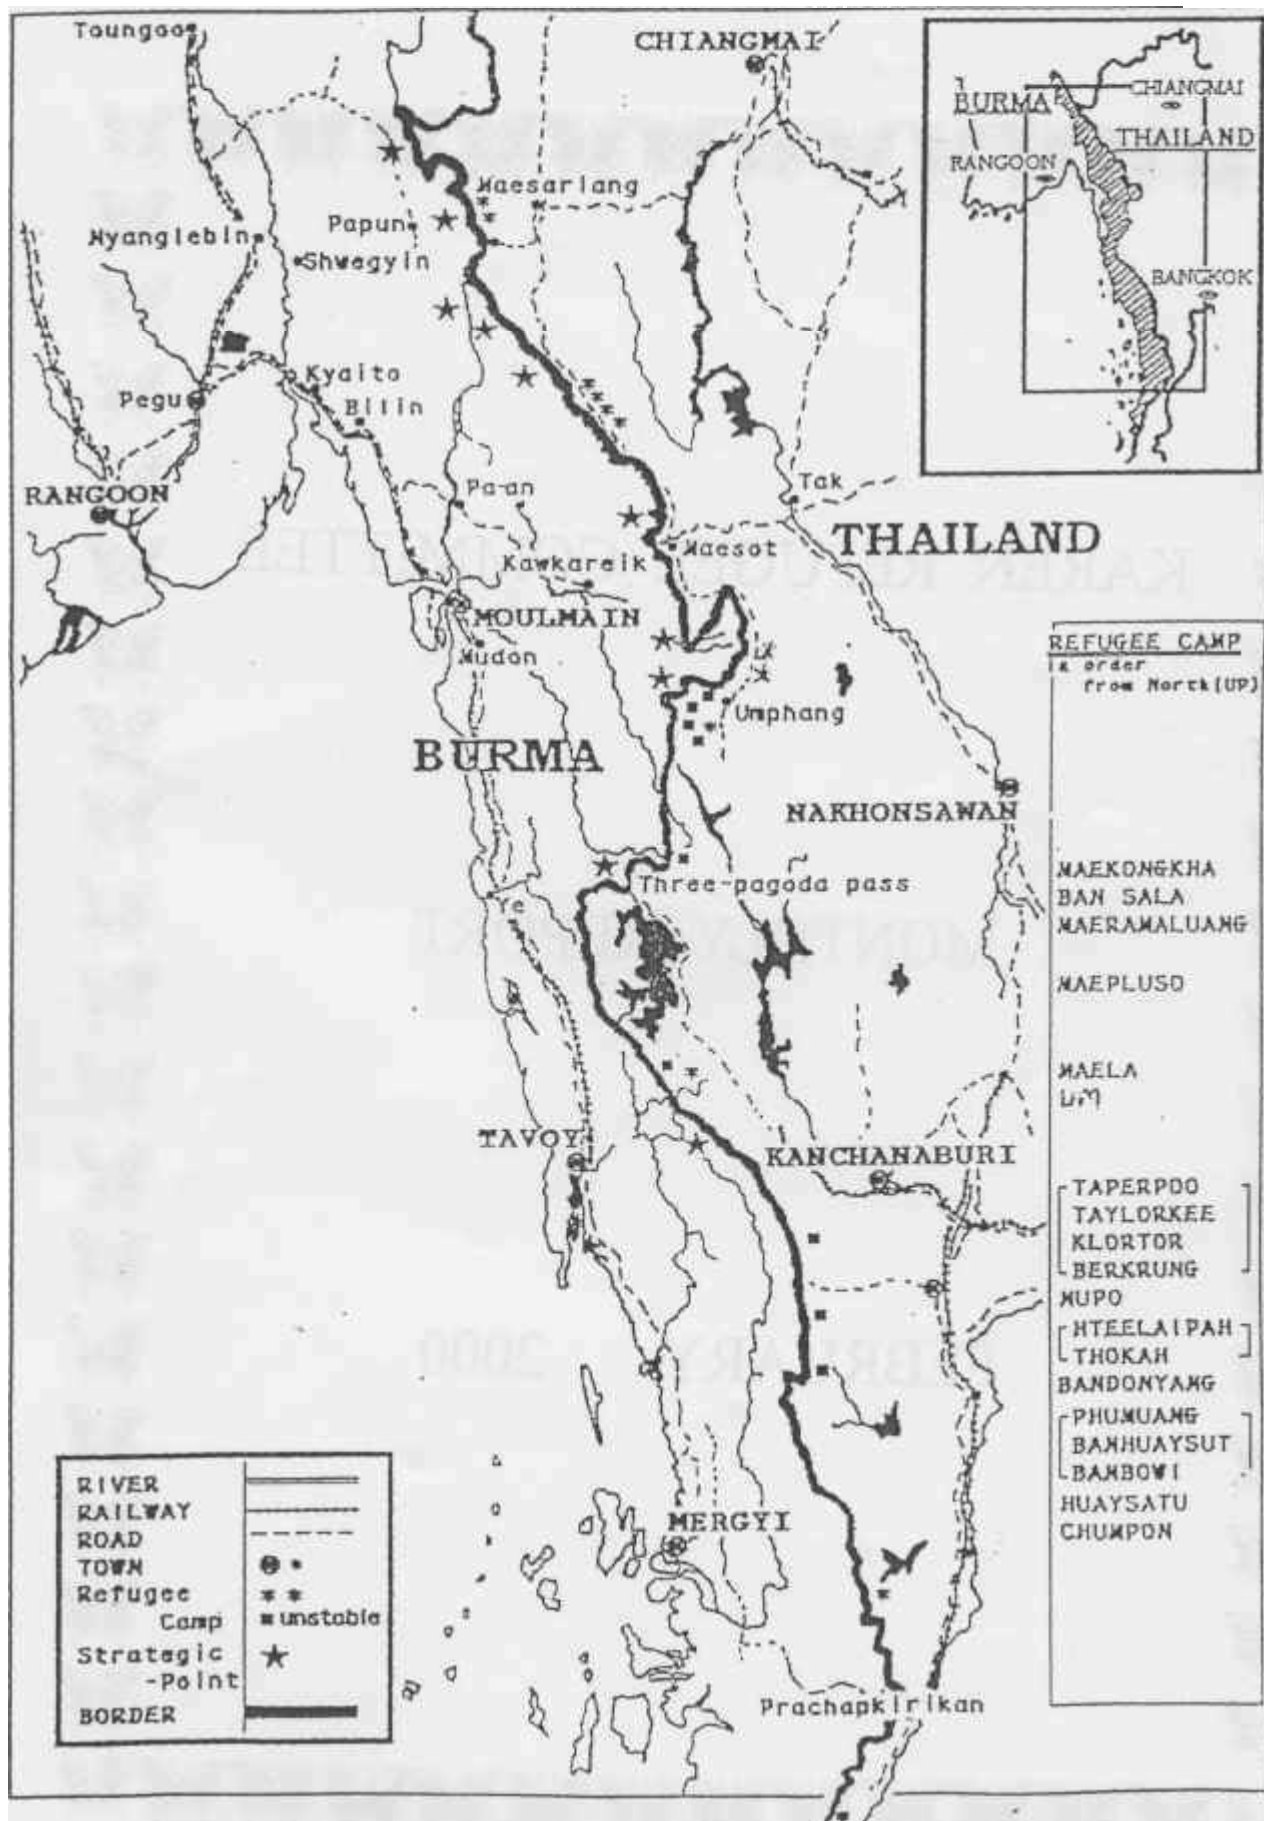 Toungoo
CHIANGMAI
Maesariang
Papun
Nyanglebin
Shwegyin
Kyaito
Bilin
Pegu
RANGOON
Pa-an
Tak
THAILAND
Maesot
Kawkareik
MOULMAIN
Mudon
Umphang
BURMA
NAKHONSAWAN
Three-pagoda pass
Ye
TAVOY
KANCHANABURI
MERGYI
Prachapkirikan
BURMA
CHIANGMAI
THAILAND
RANGOON
BANGKOK
REFUGEE CAMP
in order
from North(UP)
MAEKONGKHA
BAN SALA
MAERAMALUANG
MAEPLUSO
MAELA
TAPERPOO
TAYLORKEE
KLORTOR
BERKRUNG
NUPO
HTEELAIPAH
THOKAH
BANDONYANG
PHUMUANG
BANHUAYSUT
BANBOWI
HUAYSATU
CHUMPON
RIVER
RAILWAY
ROAD
TOWN
Refugee
Camp unstable
Strategic
-Point
BORDER